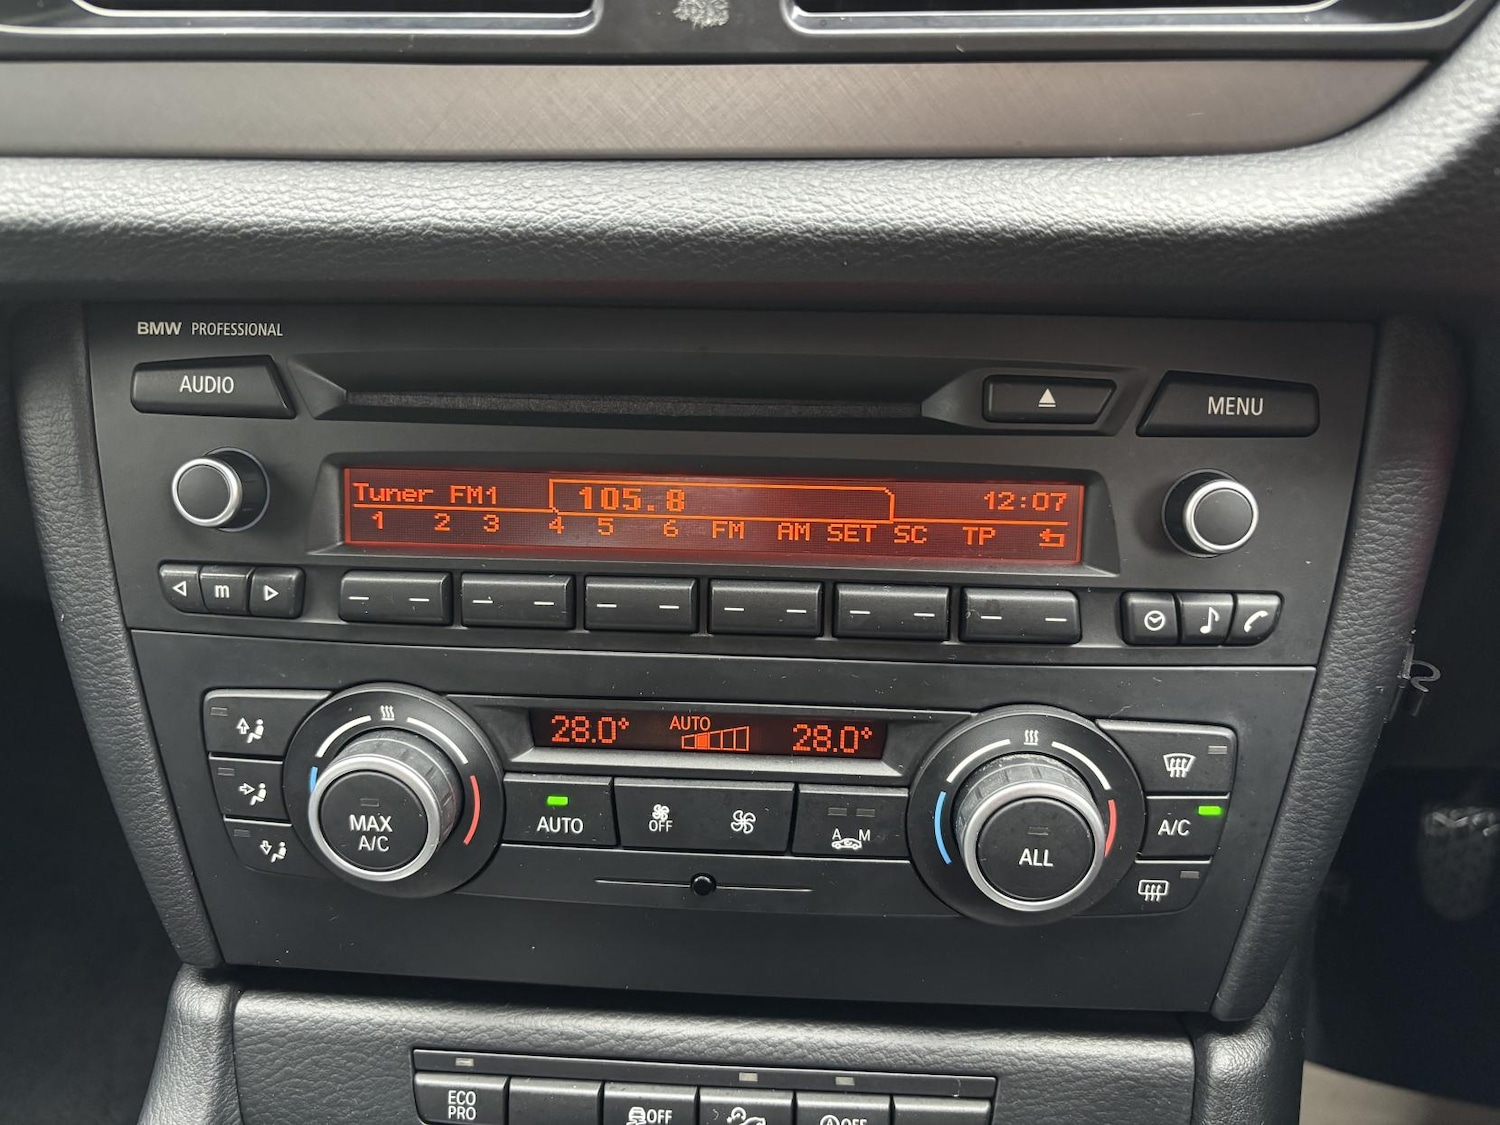 BMW PROFESSIONAL
AUDIO
MENU
Tuner FM1 105.8 12:07
1 2 3 4 5 6 FM AM SET SC TP
m
28.0° AUTO 28.0°
MAX
A/C
AUTO
OFF
A M
ALL
A/C
ECO
PRO
OFF
OFF